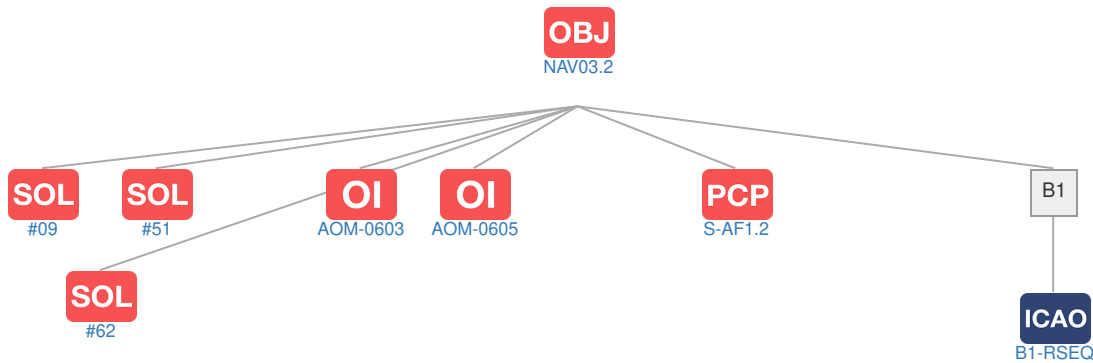 OBJ
NAV03.2
SOL
#09
SOL
#51
OI
AOM-0603
OI
AOM-0605
PCP
S-AF1.2
B1
SOL
#62
ICAO
B1-RSEQ